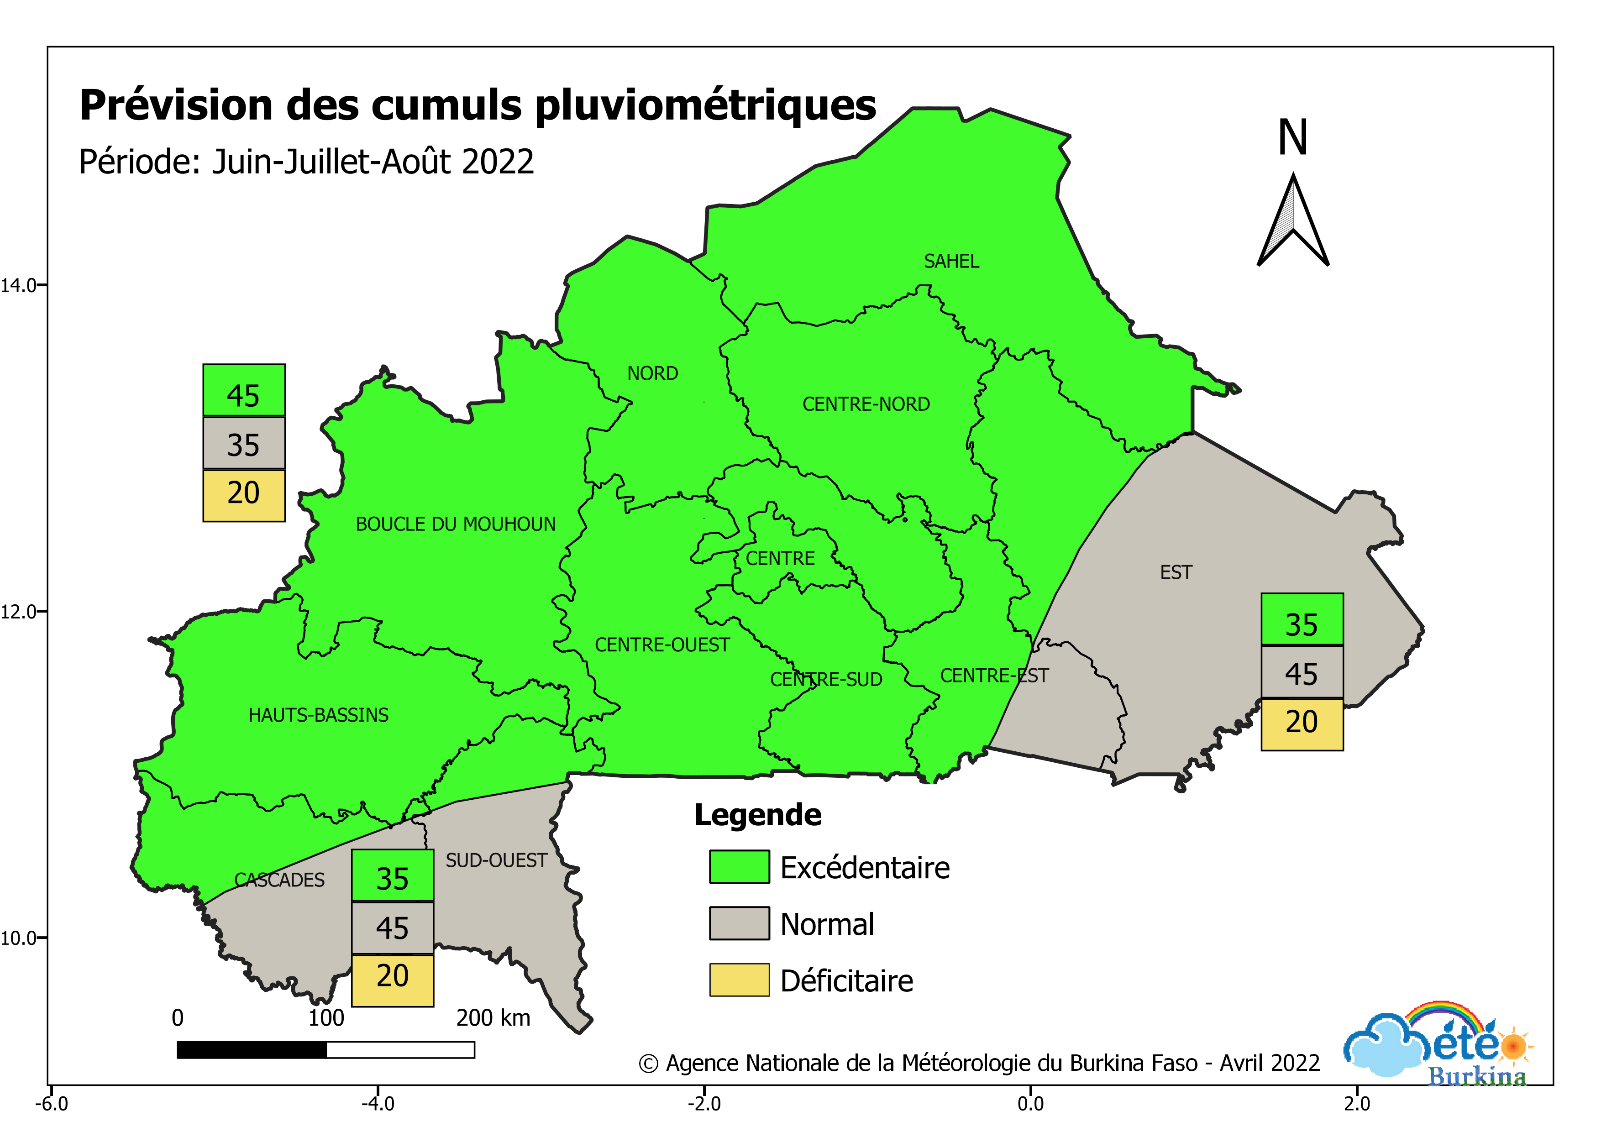 Prévision des cumuls pluviométriques
Période: Juin-Juillet-Août 2022
N
14.0
12.0
10.0
SAHEL
NORD
CENTRE-NORD
45
35
20
BOUCLE DU MOUHOUN
CENTRE
EST
CENTRE-OUEST
CENTRE-SUD
CENTRE-EST
35
45
20
HAUTS-BASSINS
SUD-OUEST
CASCADES
35
45
20
Legende
Excédentaire
Normal
Déficitaire
0 100 200 km
© Agence Nationale de la Météorologie du Burkina Faso - Avril 2022
Météo
Burkina
-6.0 -4.0 -2.0 0.0 2.0